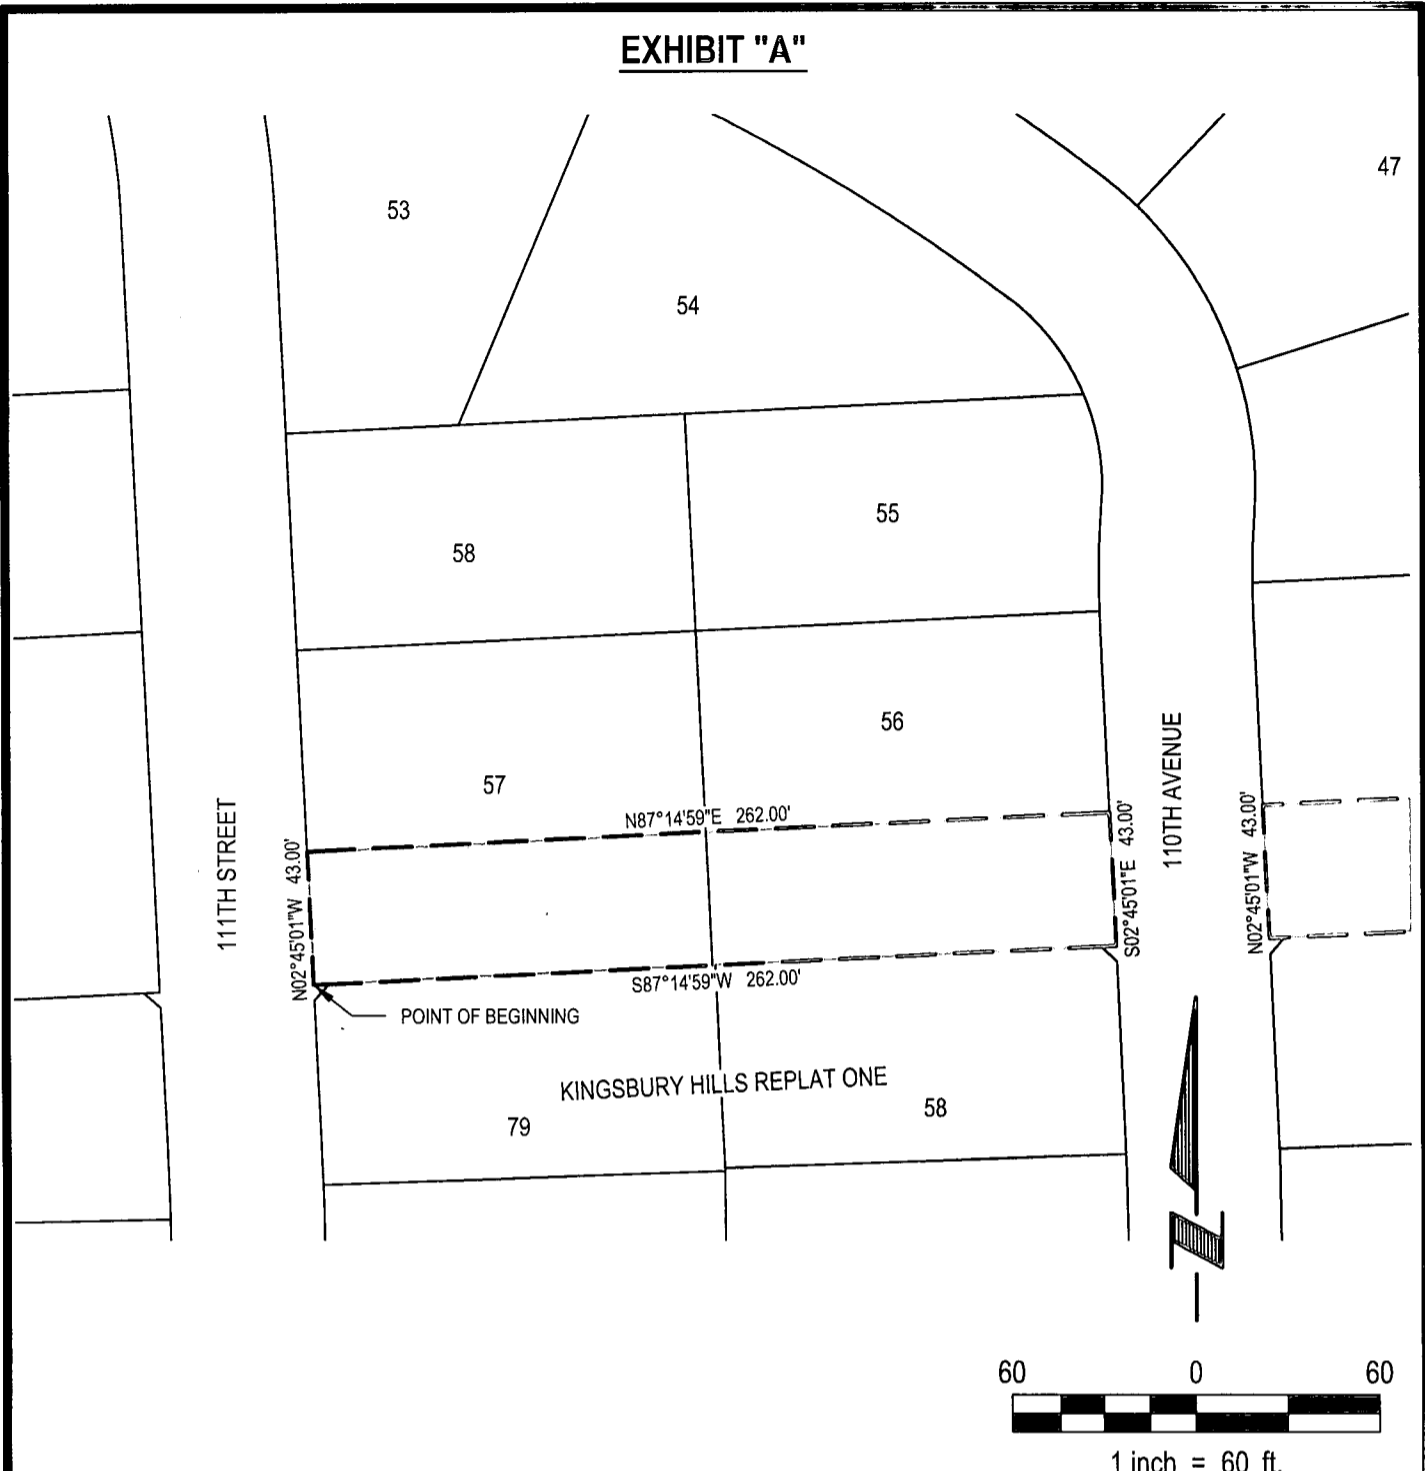 EXHIBIT "A"
47
53
54
55
58
56
57
110TH AVENUE
111TH STREET
N87°14'59"E 262.00'
N02°45'01"W 43.00'
S02°45'01"E 43.00'
N02°45'01"W 43.00'
S87°14'59"W 262.00'
POINT OF BEGINNING
KINGSBURY HILLS REPLAT ONE
79
58
N
60 0 60
1 inch = 60 ft.